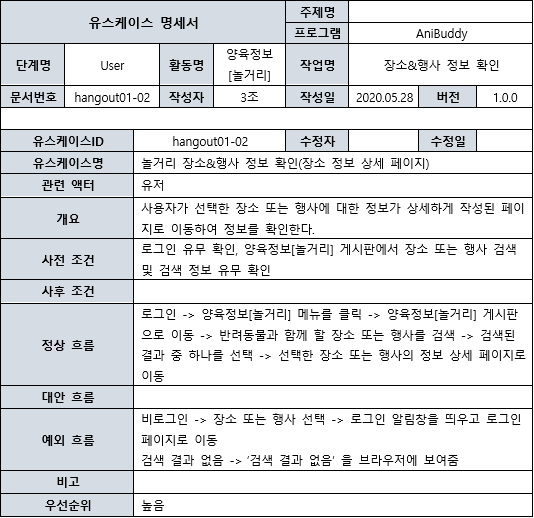 유스케이스 명세서
주제명
프로그램 AniBuddy
단계명 User 활동명 양육정보
[놀거리] 작업명 장소&행사 정보 확인
문서번호 hangout01-02 작성자 3조 작성일 2020.05.28 버전 1.0.0
유스케이스ID hangout01-02 수정자 수정일
유스케이스명 놀거리 장소&행사 정보 확인(장소 정보 상세 페이지)
관련 액터 유저
개요 사용자가 선택한 장소 또는 행사에 대한 정보가 상세하게 작성된 페이
지로 이동하여 정보를 확인한다.
사전 조건 로그인 유무 확인, 양육정보[놀거리] 게시판에서 장소 또는 행사 검색
및 검색 정보 유무 확인
사후 조건
정상 흐름 로그인 -> 양육정보[놀거리] 메뉴를 클릭 -> 양육정보[놀거리] 게시판
으로 이동 -> 반려동물과 함께 할 장소 또는 행사를 검색 -> 검색된
결과 중 하나를 선택 -> 선택한 장소 또는 행사의 정보 상세 페이지로
이동
대안 흐름
예외 흐름 비로그인 -> 장소 또는 행사 선택 -> 로그인 알림창을 띄우고 로그인
페이지로 이동
검색 결과 없음 -> ‘검색 결과 없음’ 을 브라우저에 보여줌
비고
우선순위 높음